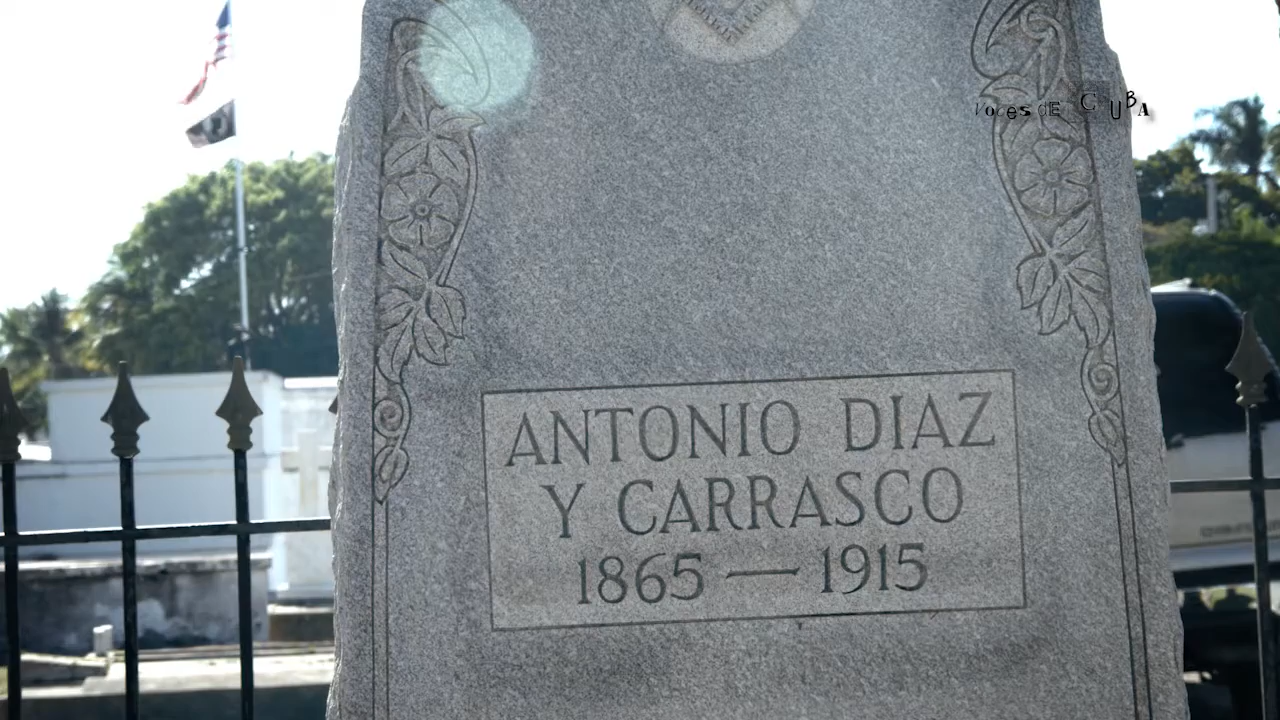 Voces de CUBA
ANTONIO DIAZ
Y CARRASCO
1865 — 1915